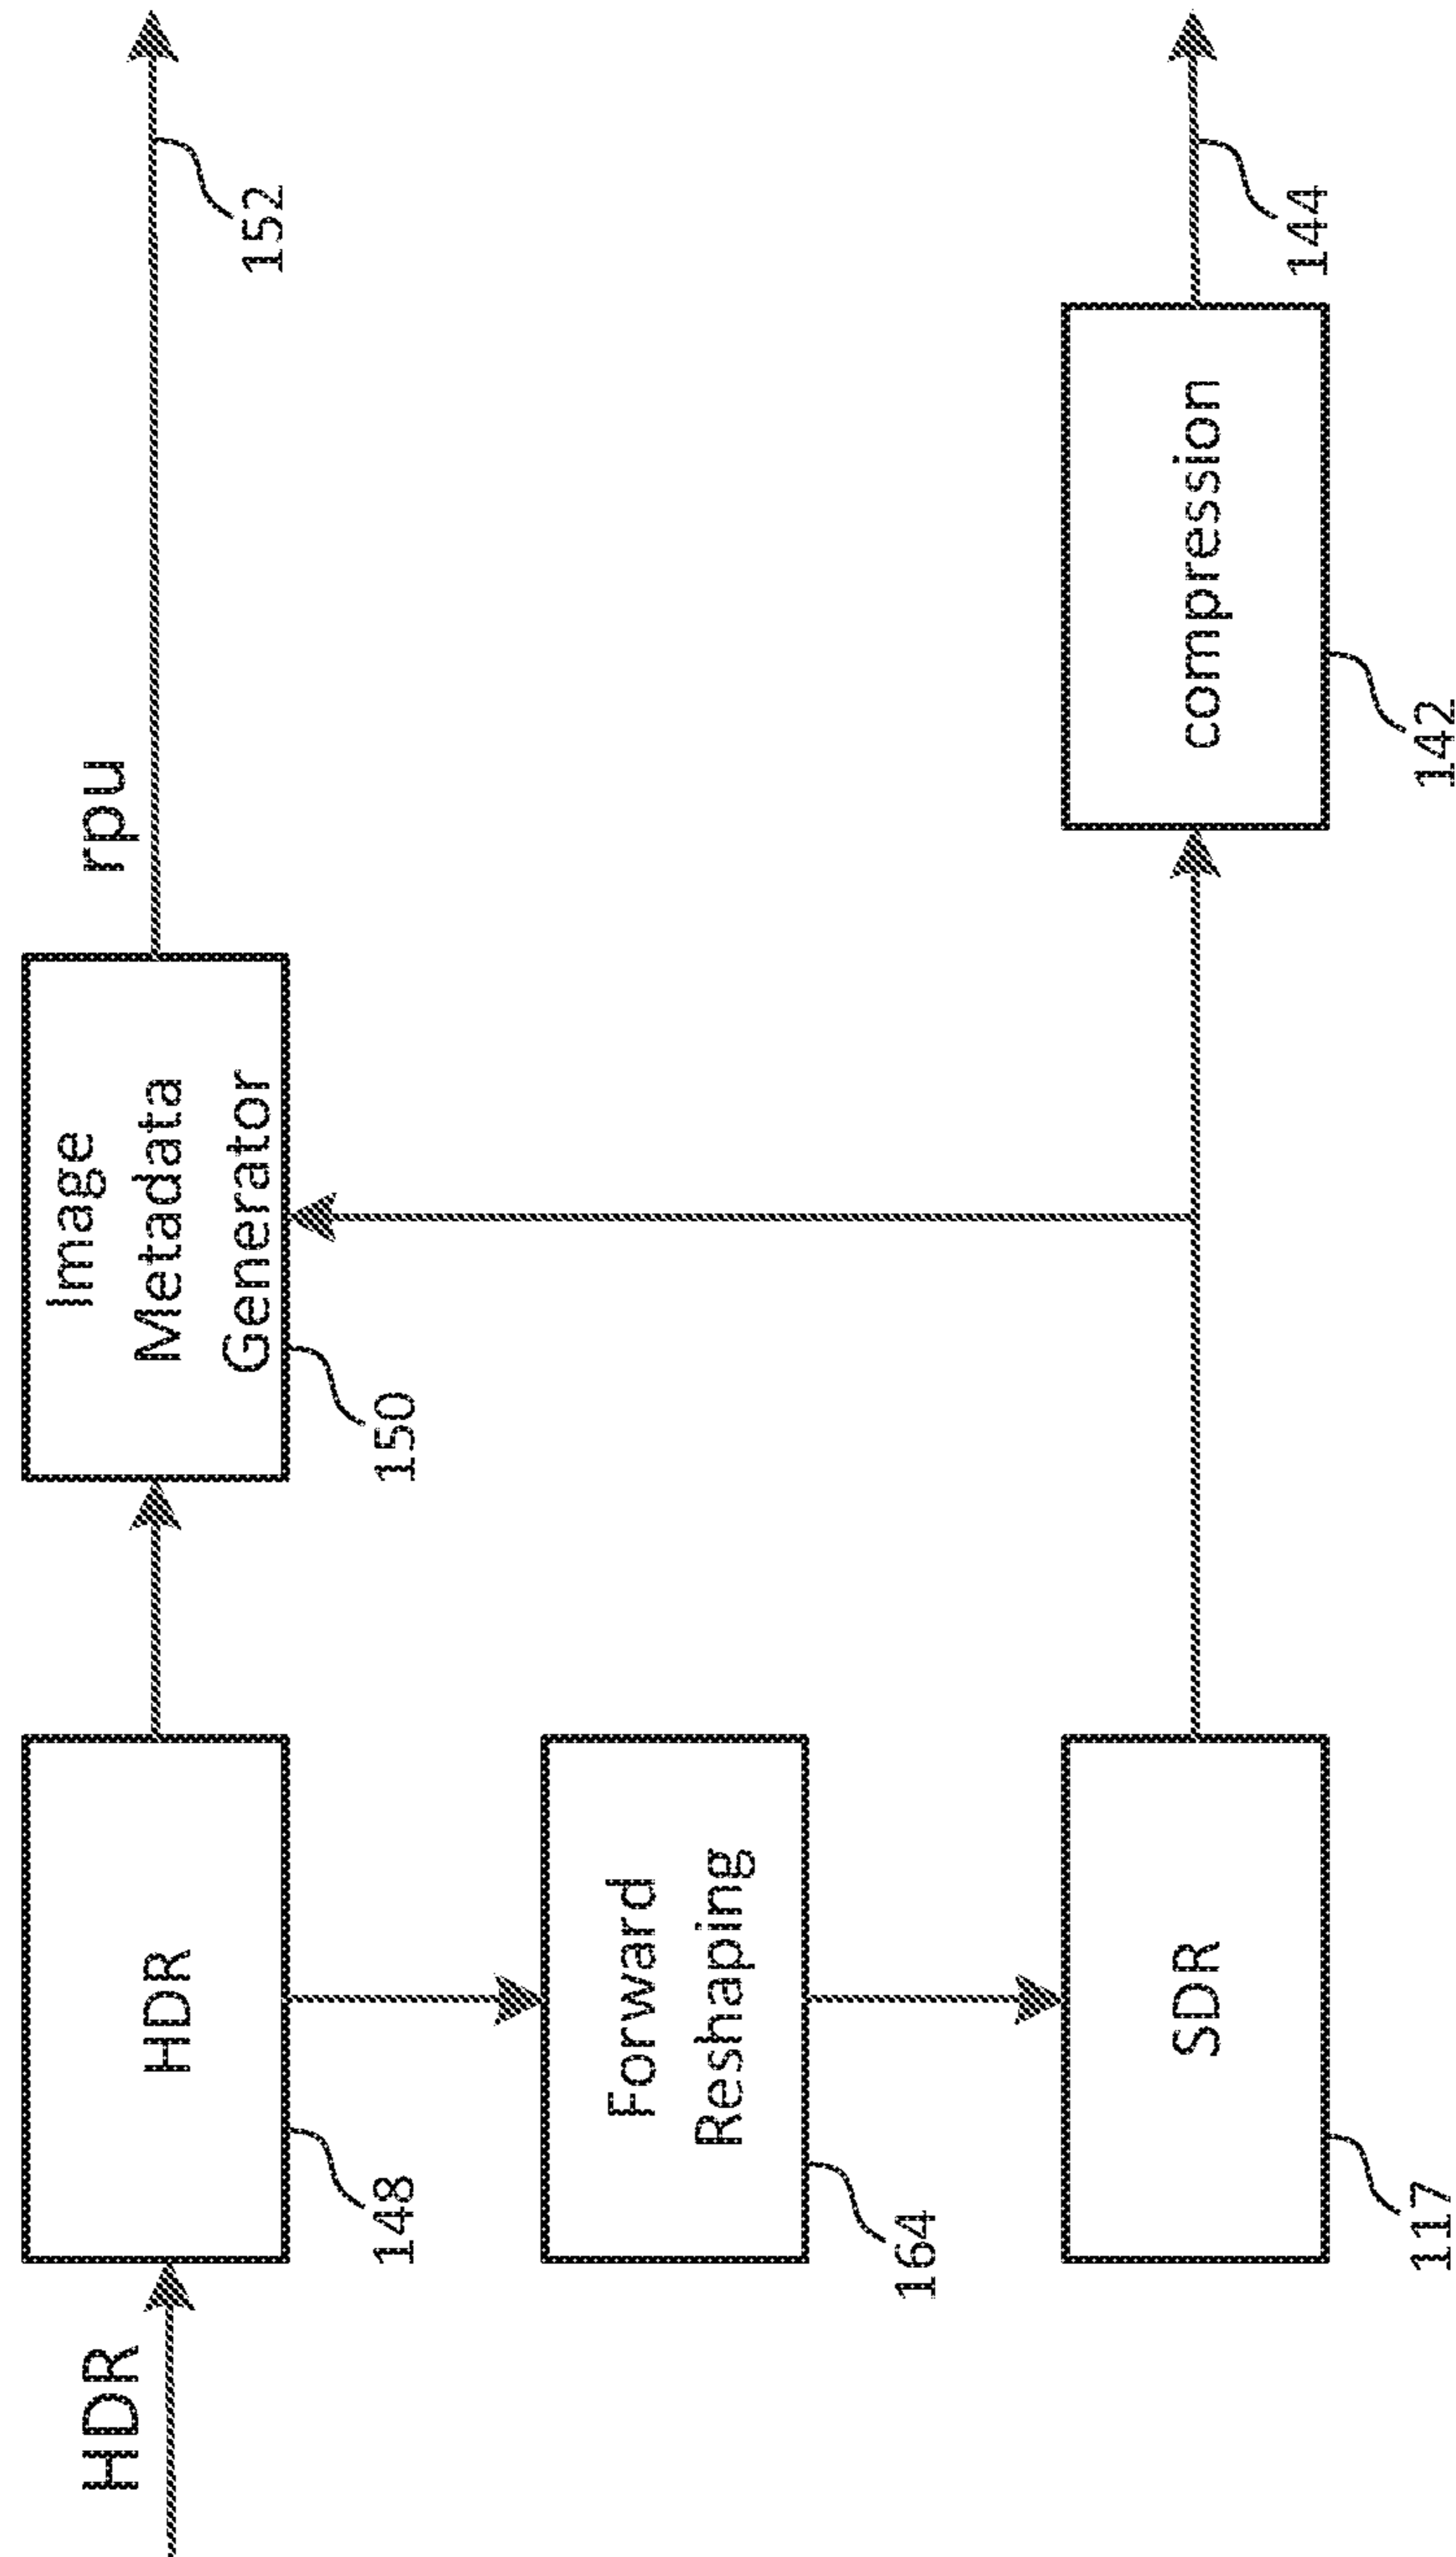 HDR
HDR
148
Image
Metadata
Generator
150
rpu
152
Forward
Reshaping
164
SDR
117
compression
142
144